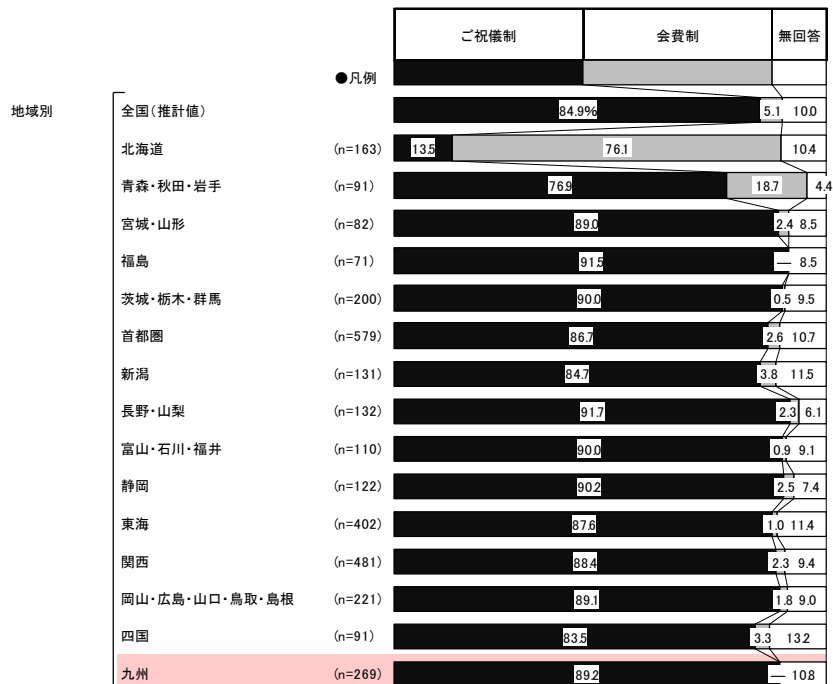 ご祝儀制 会費制 無回答
●凡例
地域別 全国(推計値) 84.9% 5.1 10.0
北海道 (n=163) 13.5 76.1 10.4
青森・秋田・岩手 (n=91) 76.9 18.7 4.4
宮城・山形 (n=82) 89.0 2.4 8.5
福島 (n=71) 91.5 ― 8.5
茨城・栃木・群馬 (n=200) 90.0 0.5 9.5
首都圏 (n=579) 86.7 2.6 10.7
新潟 (n=131) 84.7 3.8 11.5
長野・山梨 (n=132) 91.7 2.3 6.1
富山・石川・福井 (n=110) 90.0 0.9 9.1
静岡 (n=122) 90.2 2.5 7.4
東海 (n=402) 87.6 1.0 11.4
関西 (n=481) 88.4 2.3 9.4
岡山・広島・山口・鳥取・島根 (n=221) 89.1 1.8 9.0
四国 (n=91) 83.5 3.3 13.2
九州 (n=269) 89.2 ― 10.8